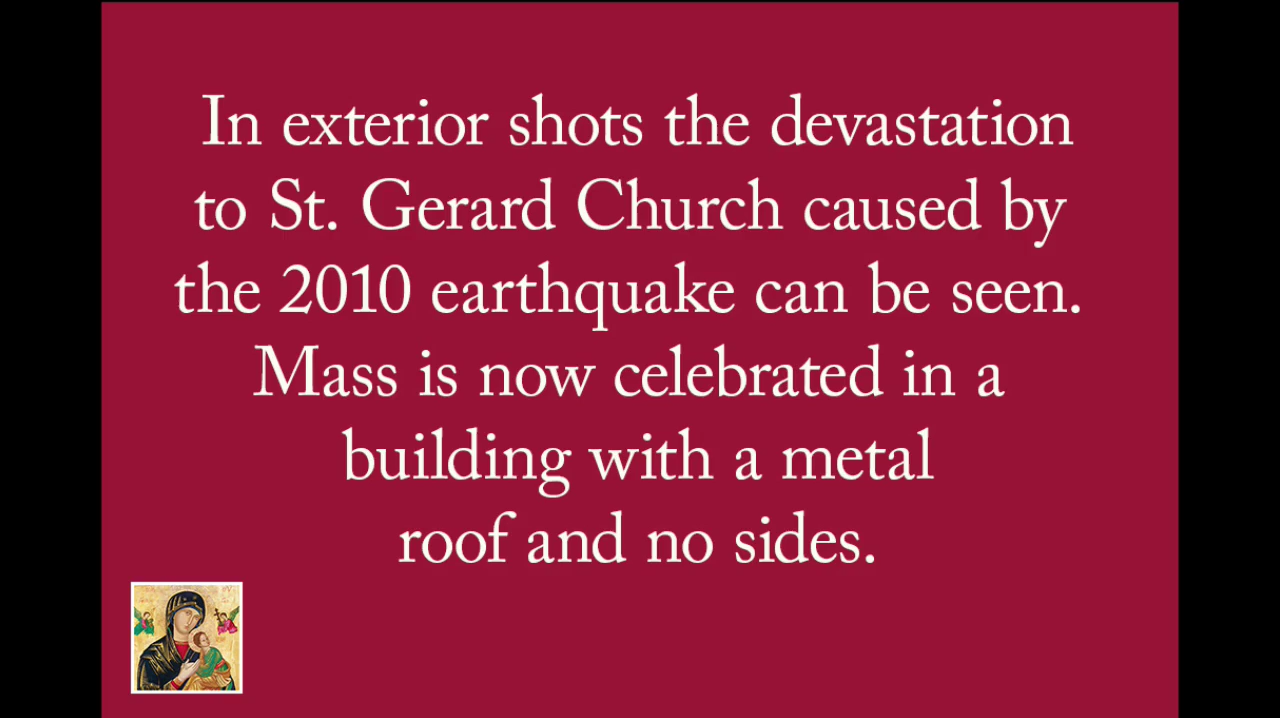 In exterior shots the devastation
to St. Gerard Church caused by
the 2010 earthquake can be seen.
Mass is now celebrated in a
building with a metal
roof and no sides.